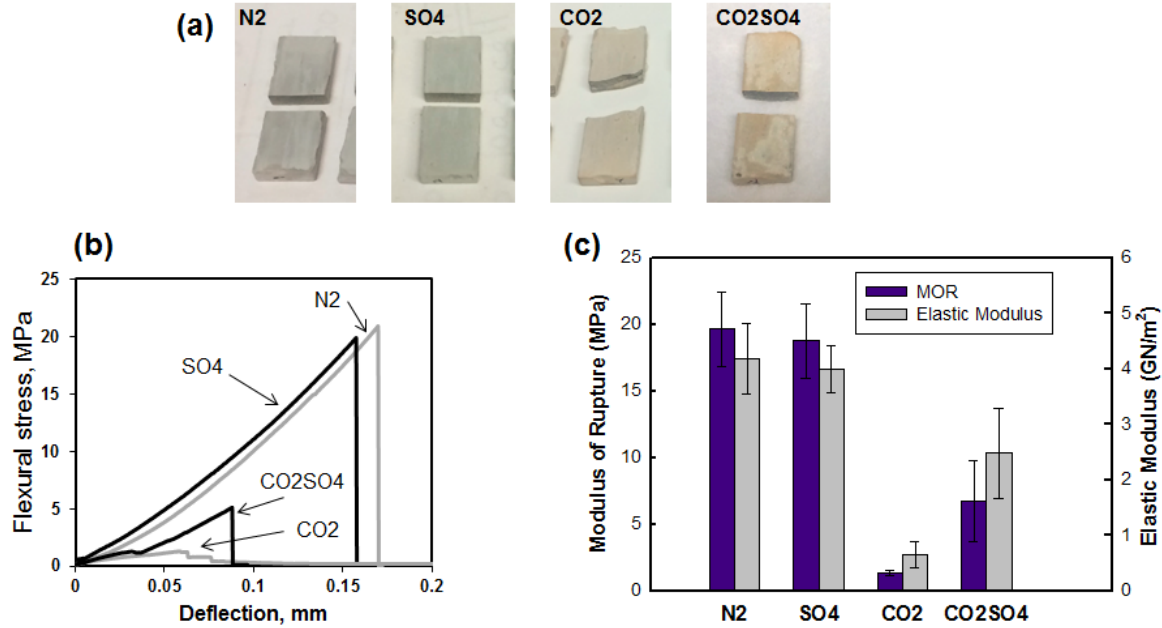 (a)
N2
SO4
CO2
CO2SO4
(b)
Flexural stress, MPa
25
20
15
10
5
0
0
0.05
0.1
0.15
0.2
Deflection, mm
N2
SO4
CO2SO4
CO2
(c)
Modulus of Rupture (MPa)
25
20
15
10
5
0
MOR
Elastic Modulus
6
5
4
3
2
1
0
Elastic Modulus (GN/m²)
N2
SO4
CO2
CO2SO4